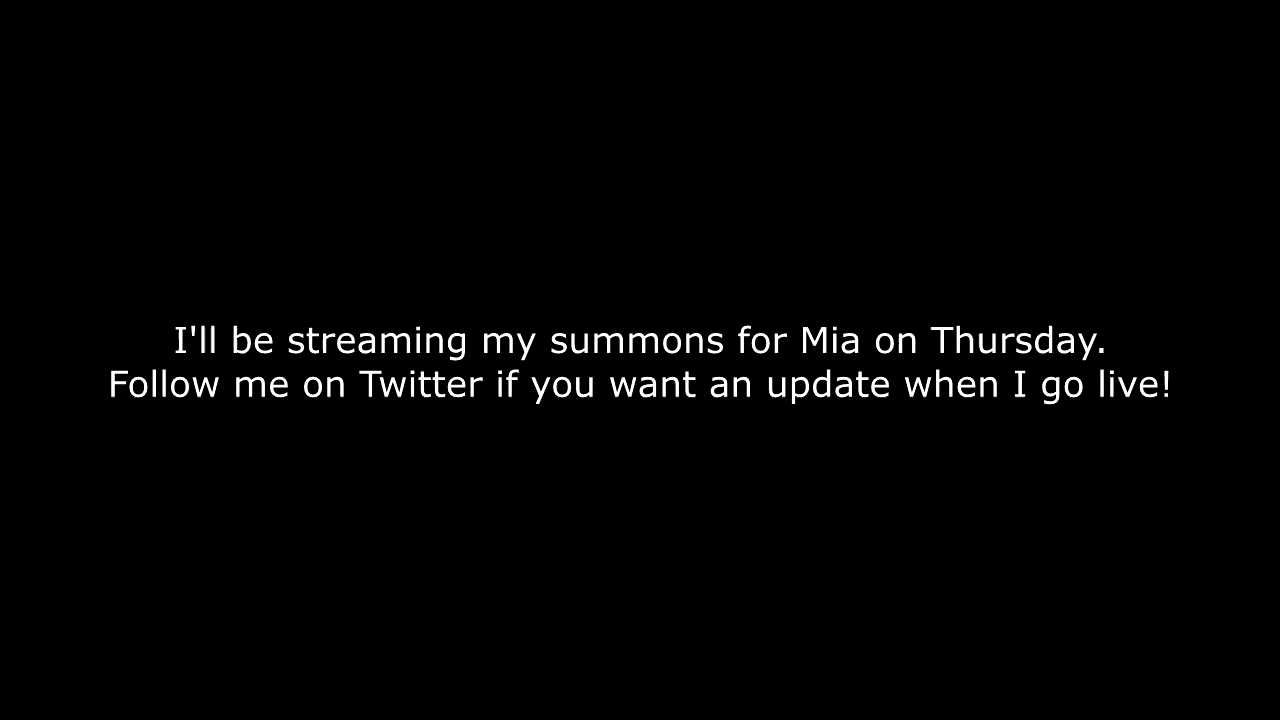 I'll be streaming my summons for Mia on Thursday.
Follow me on Twitter if you want an update when I go live!